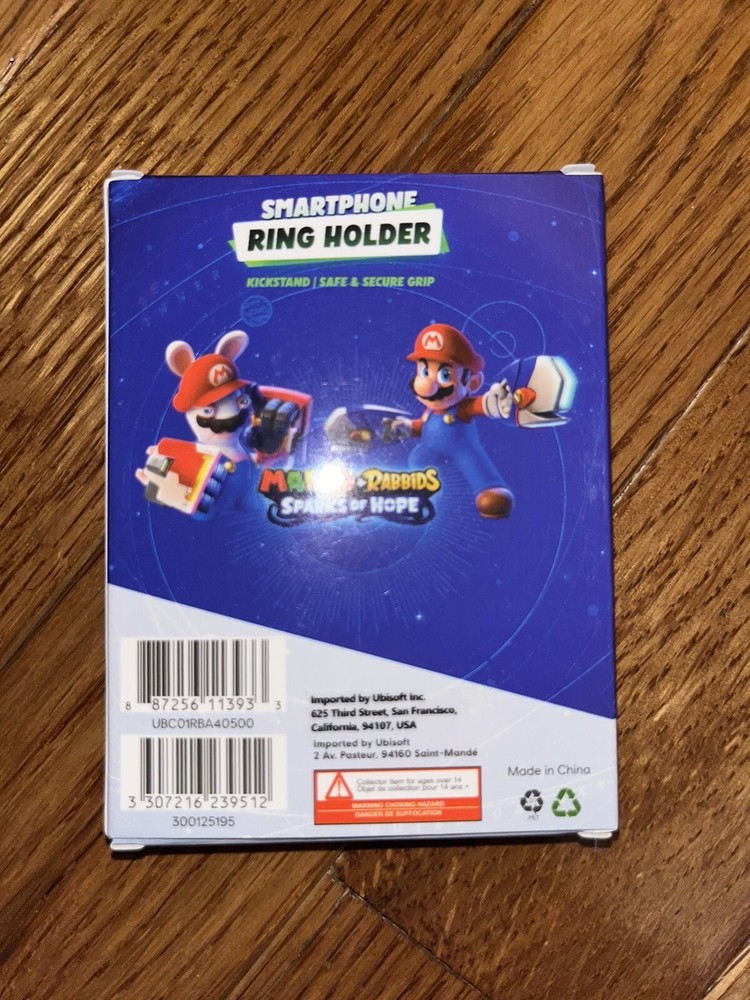 SMARTPHONE
RING HOLDER
KICKSTAND | SAFE & SECURE GRIP
M
M
MARIO + RABBIDS
SPARKS OF HOPE
8 87256 11393 3
UBC01RBA40500
3 307216 239512
300125195
Imported by Ubisoft Inc.
625 Third Street, San Francisco,
California, 94107, USA
Imported by Ubisoft
2 Av. Pasteur, 94160 Saint-Mandé
Collector item for ages over 14
Objet de collection pour 14 ans +
WARNING CHOKING HAZARD
DANGER DE SUFFOCATION
Made in China
PET